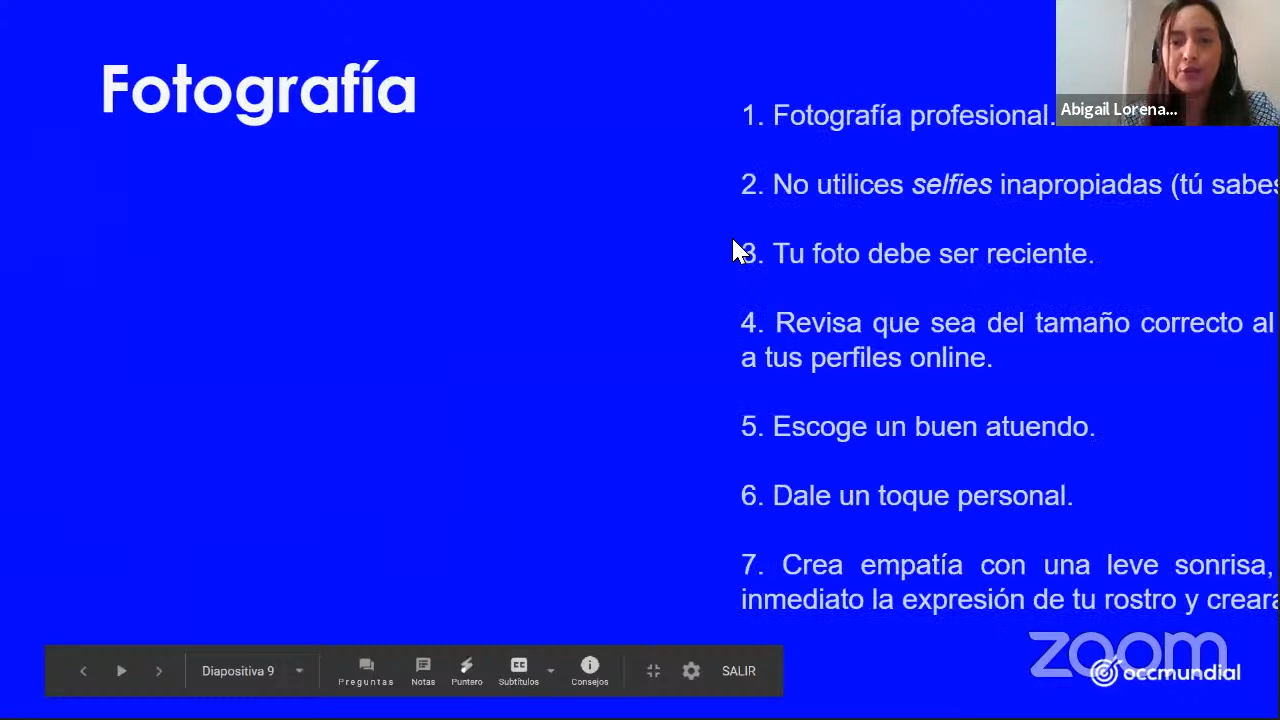 Fotografía
Abigail Lorena...
1. Fotografía profesional.
2. No utilices selfies inapropiadas (tú sabes
3. Tu foto debe ser reciente.
4. Revisa que sea del tamaño correcto al
a tus perfiles online.
5. Escoge un buen atuendo.
6. Dale un toque personal.
7. Crea empatía con una leve sonrisa,
inmediato la expresión de tu rostro y creara
zoom
occmundial
Diapositiva 9
Preguntas
Notas
Puntero
CC
Subtítulos
Consejos
SALIR